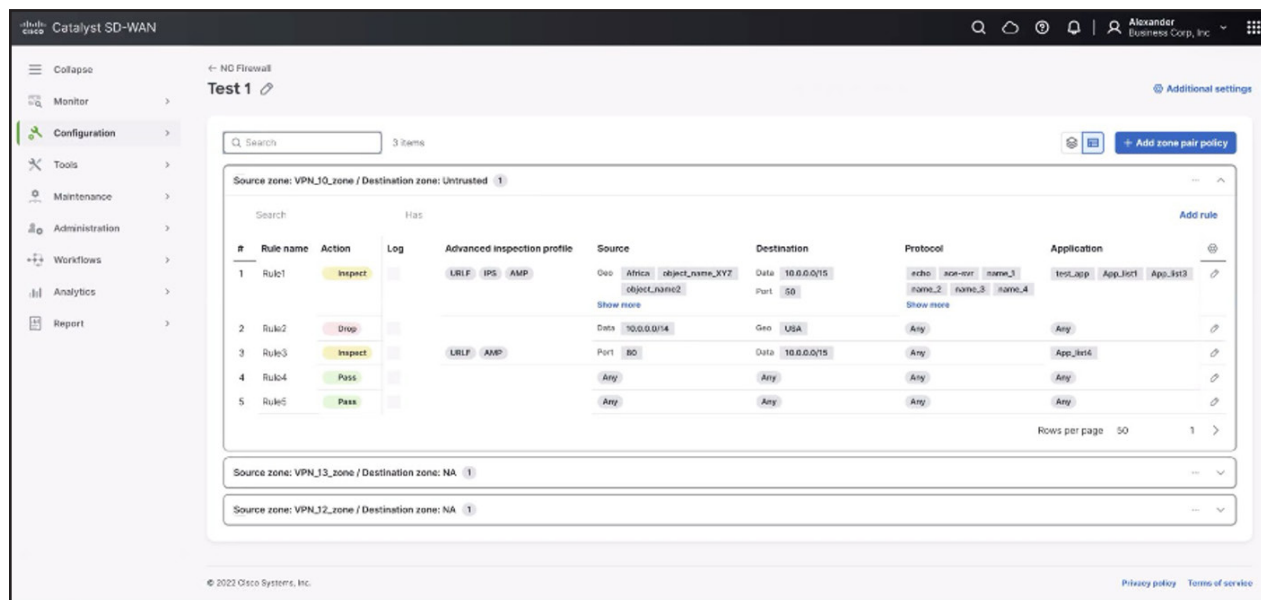 CISCO Catalyst SD-WAN
Alexander
Business Corp, Inc
Collapse
Monitor
Configuration
Tools
Maintenance
Administration
Workflows
Analytics
Report
← NG Firewall
Test 1
Additional settings
Search
3 items
+ Add zone pair policy
Source zone: VPN_10_zone / Destination zone: Untrusted 1
Search Has
Add rule
# Rule name Action Log Advanced inspection profile Source Destination Protocol Application
1 Rule1 Inspect URLF IPS AMP Geo Africa object_name_XYZ Data 10.0.0.0/15 echo ace-svr name_1 test_app App_list1 App_list3
object_name2 Port 50 name_2 name_3 name_4
Show more Show more
2 Rule2 Drop Data 10.0.0.0/14 Geo USA Any Any
3 Rule3 Inspect URLF AMP Port 80 Data 10.0.0.0/15 Any
4 Rule4 Pass Any Any Any Any
5 Rule5 Pass Any Any Any Any
Rows per page 50 1
Source zone: VPN_13_zone / Destination zone: NA 1
Source zone: VPN_12_zone / Destination zone: NA 1
© 2022 Cisco Systems, Inc.
Privacy policy Terms of service